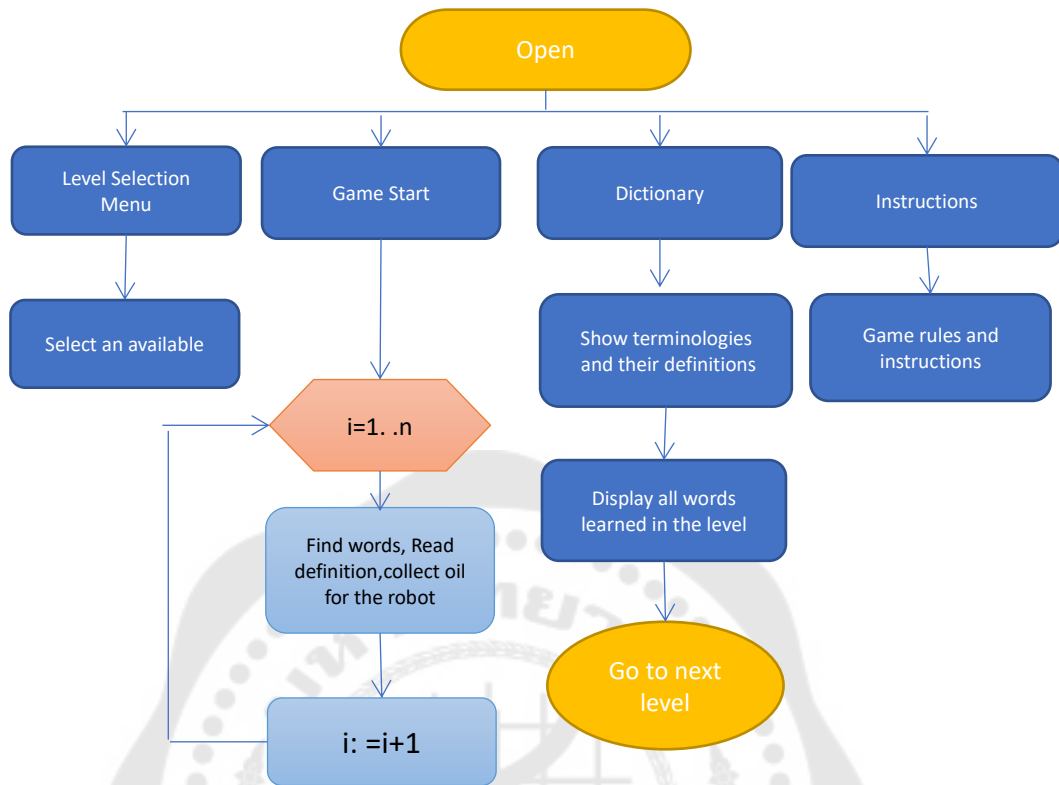 Open
Level Selection
Menu
Game Start
Dictionary
Instructions
Select an available
Show terminologies
and their definitions
Game rules and
instructions
i=1. .n
Find words, Read
definition,collect oil
for the robot
Display all words
learned in the level
Go to next
level
i: =i+1